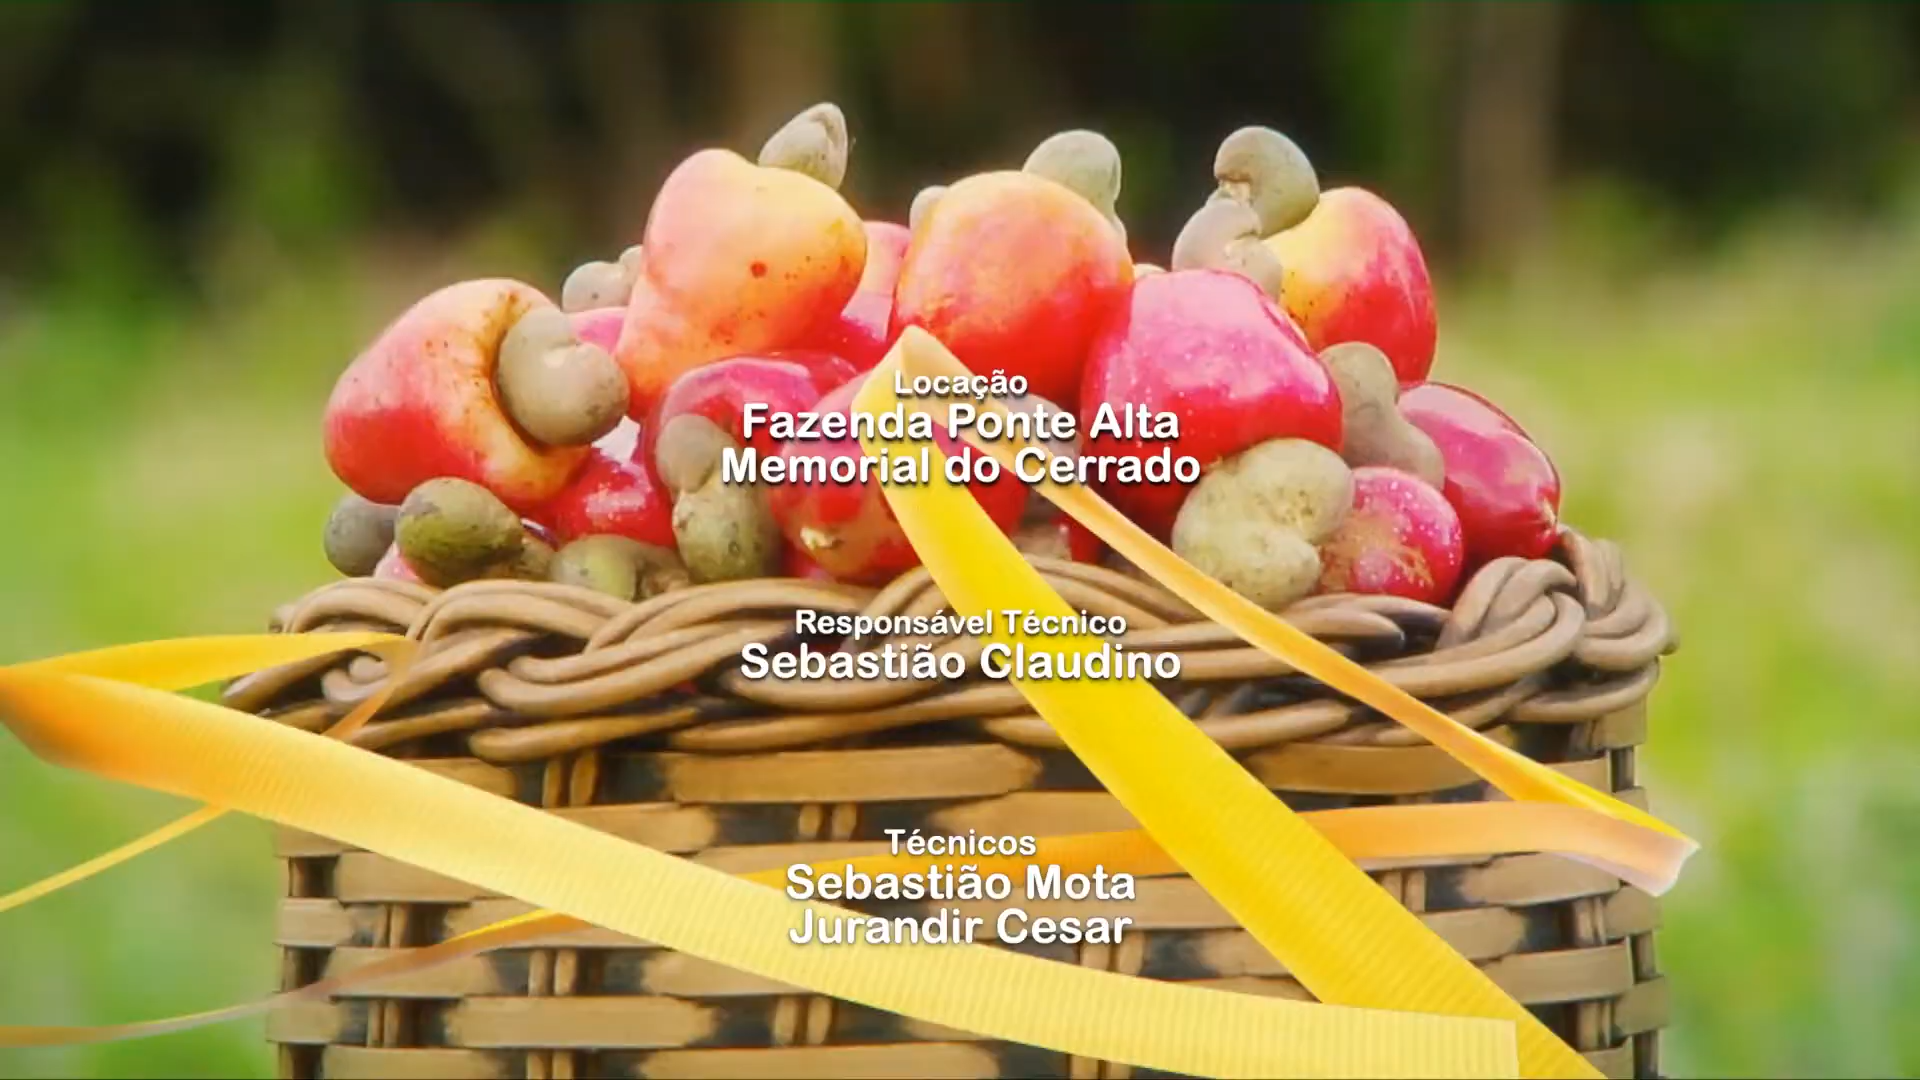 Locação
Fazenda Ponte Alta
Memorial do Cerrado
Responsável Técnico
Sebastião Claudino
Técnicos
Sebastião Mota
Jurandir Cesar